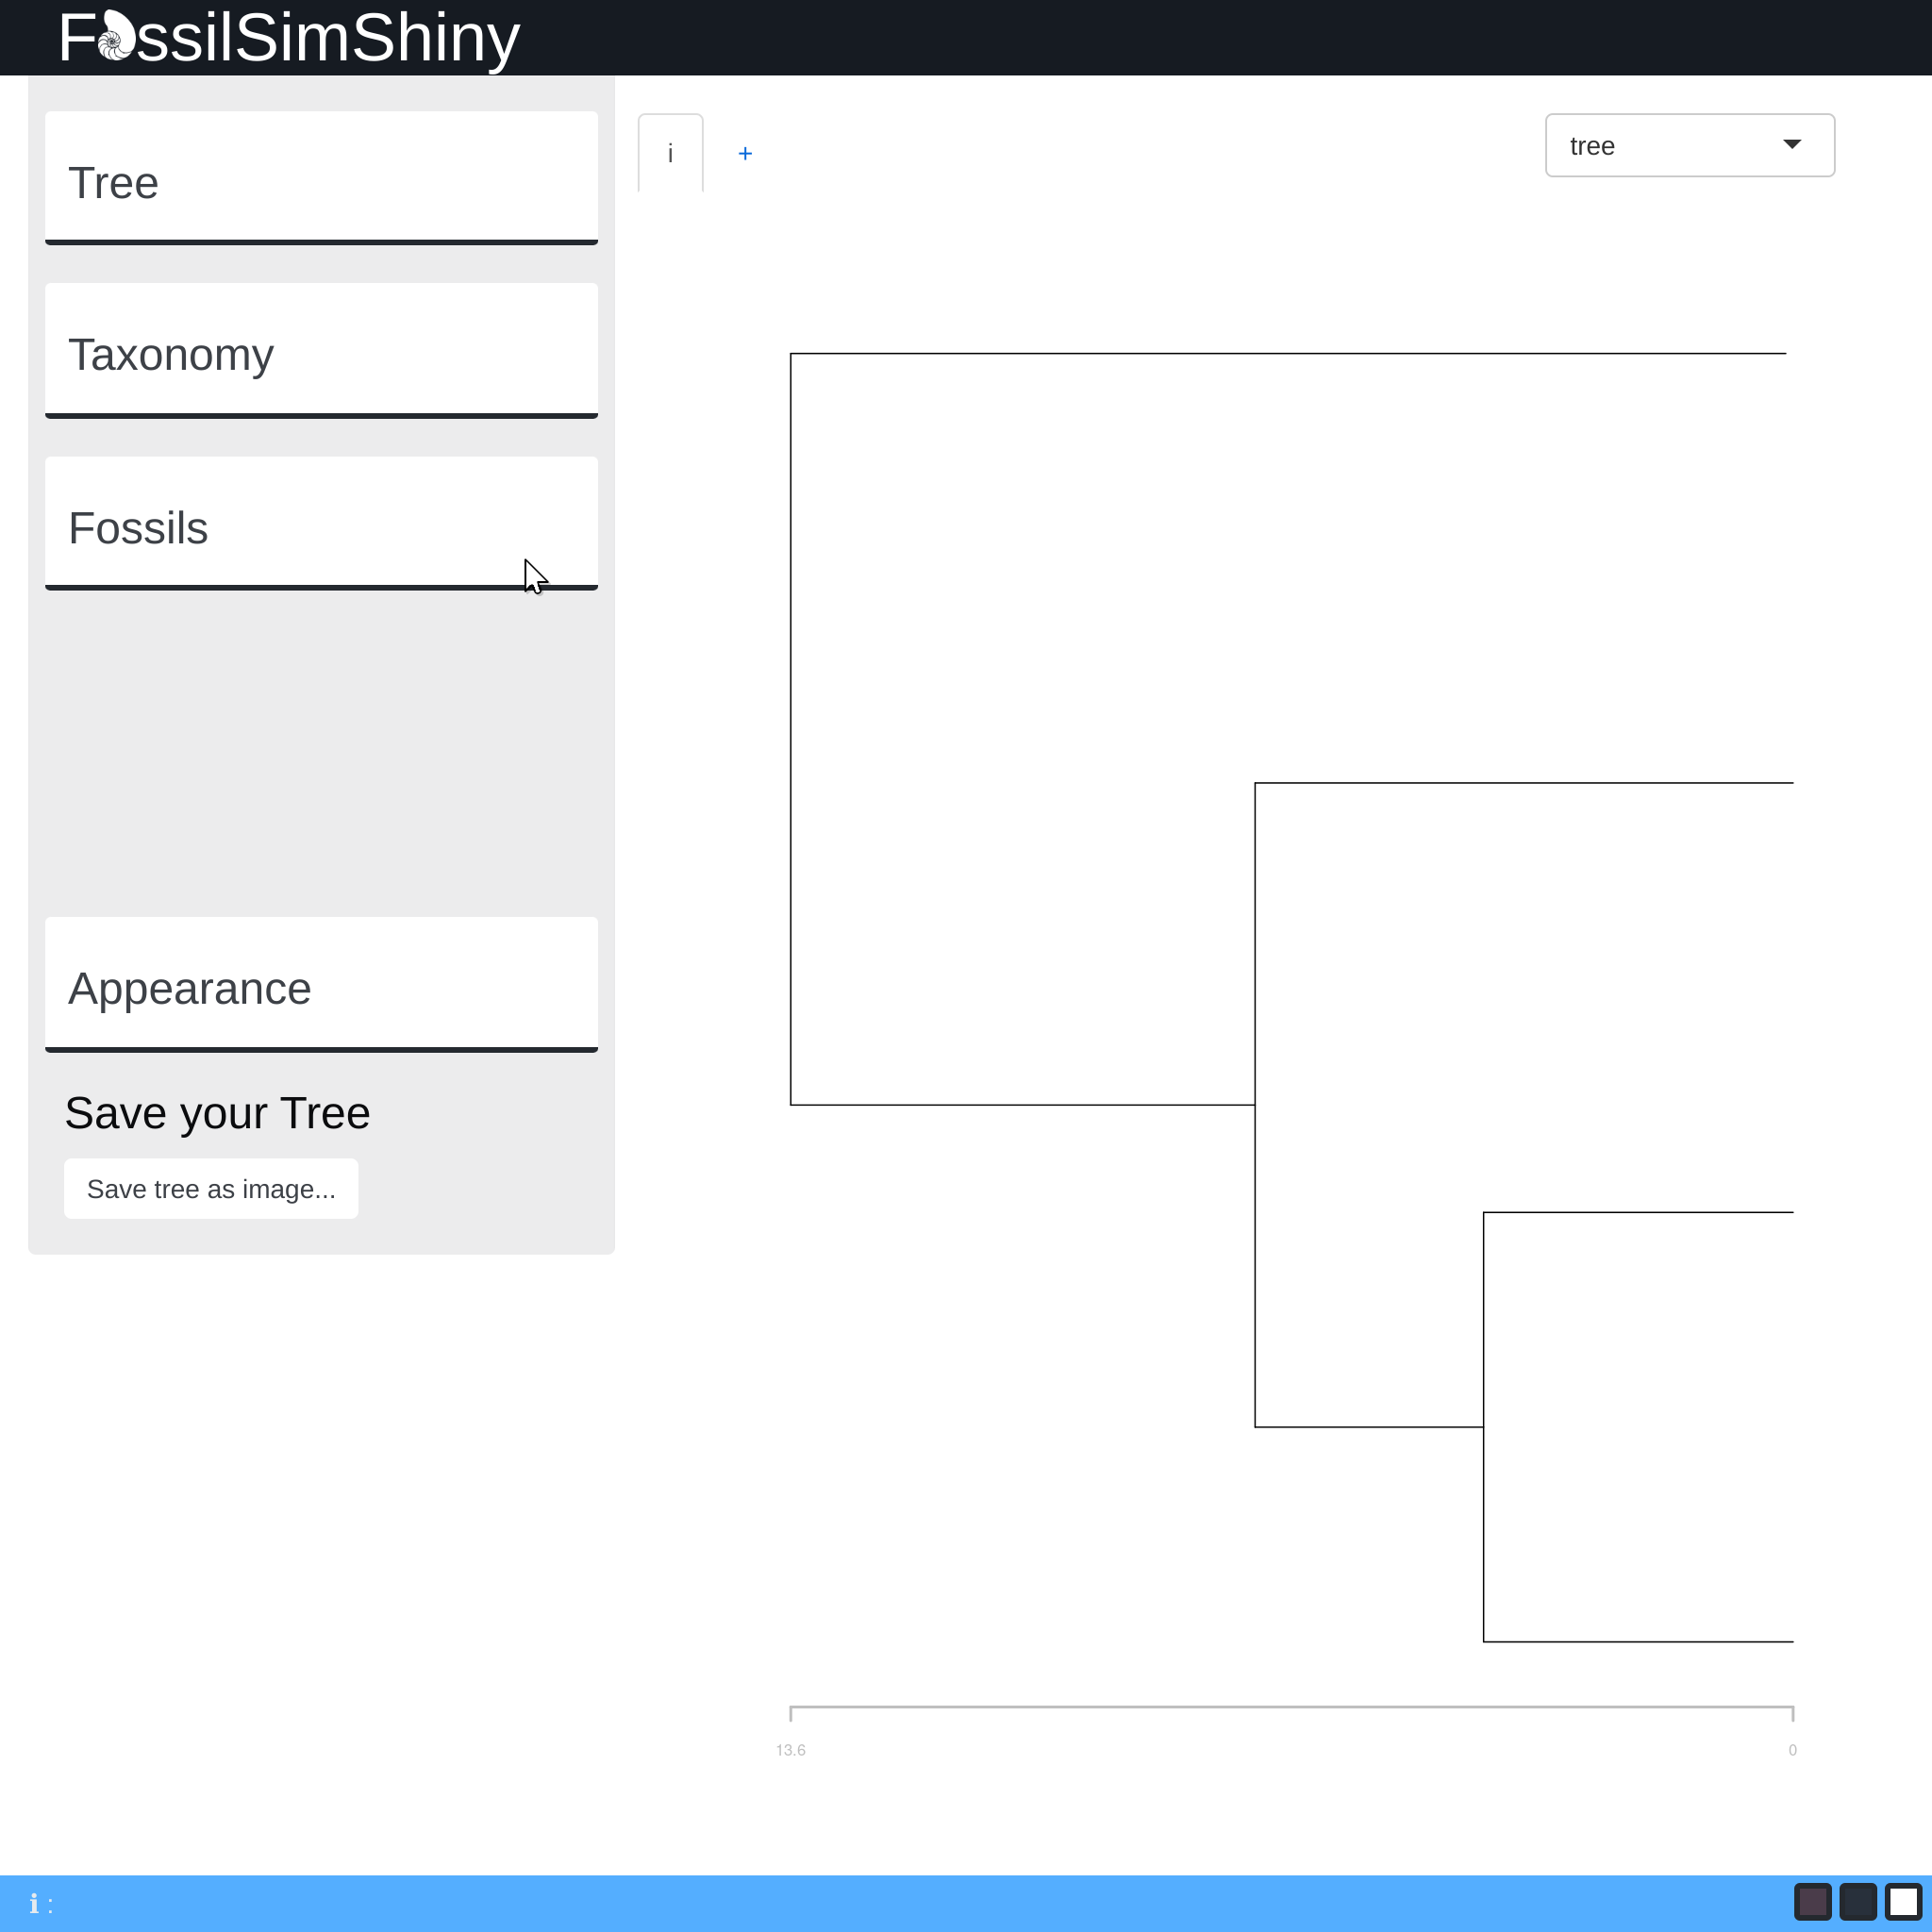 FossilSimShiny
Tree
Taxonomy
Fossils
Appearance
Save your Tree
Save tree as image...
i
+
tree
13.6
0
i :